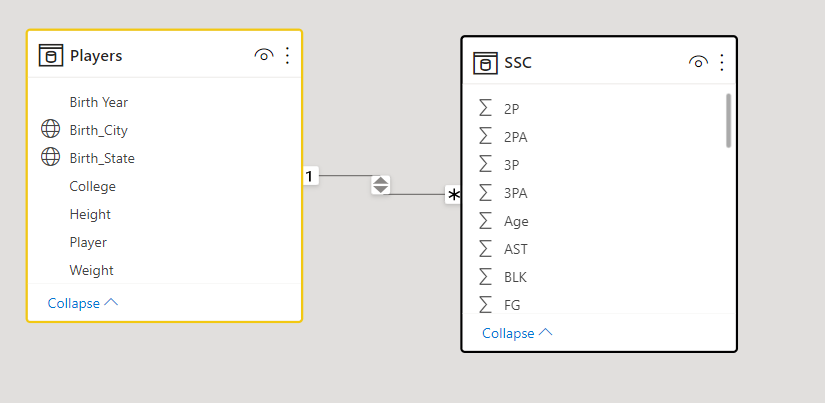 Players
Birth Year
Birth_City
Birth_State
College
Height
Player
Weight
Collapse
1
*
SSC
2P
2PA
3P
3PA
Age
AST
BLK
FG
Collapse